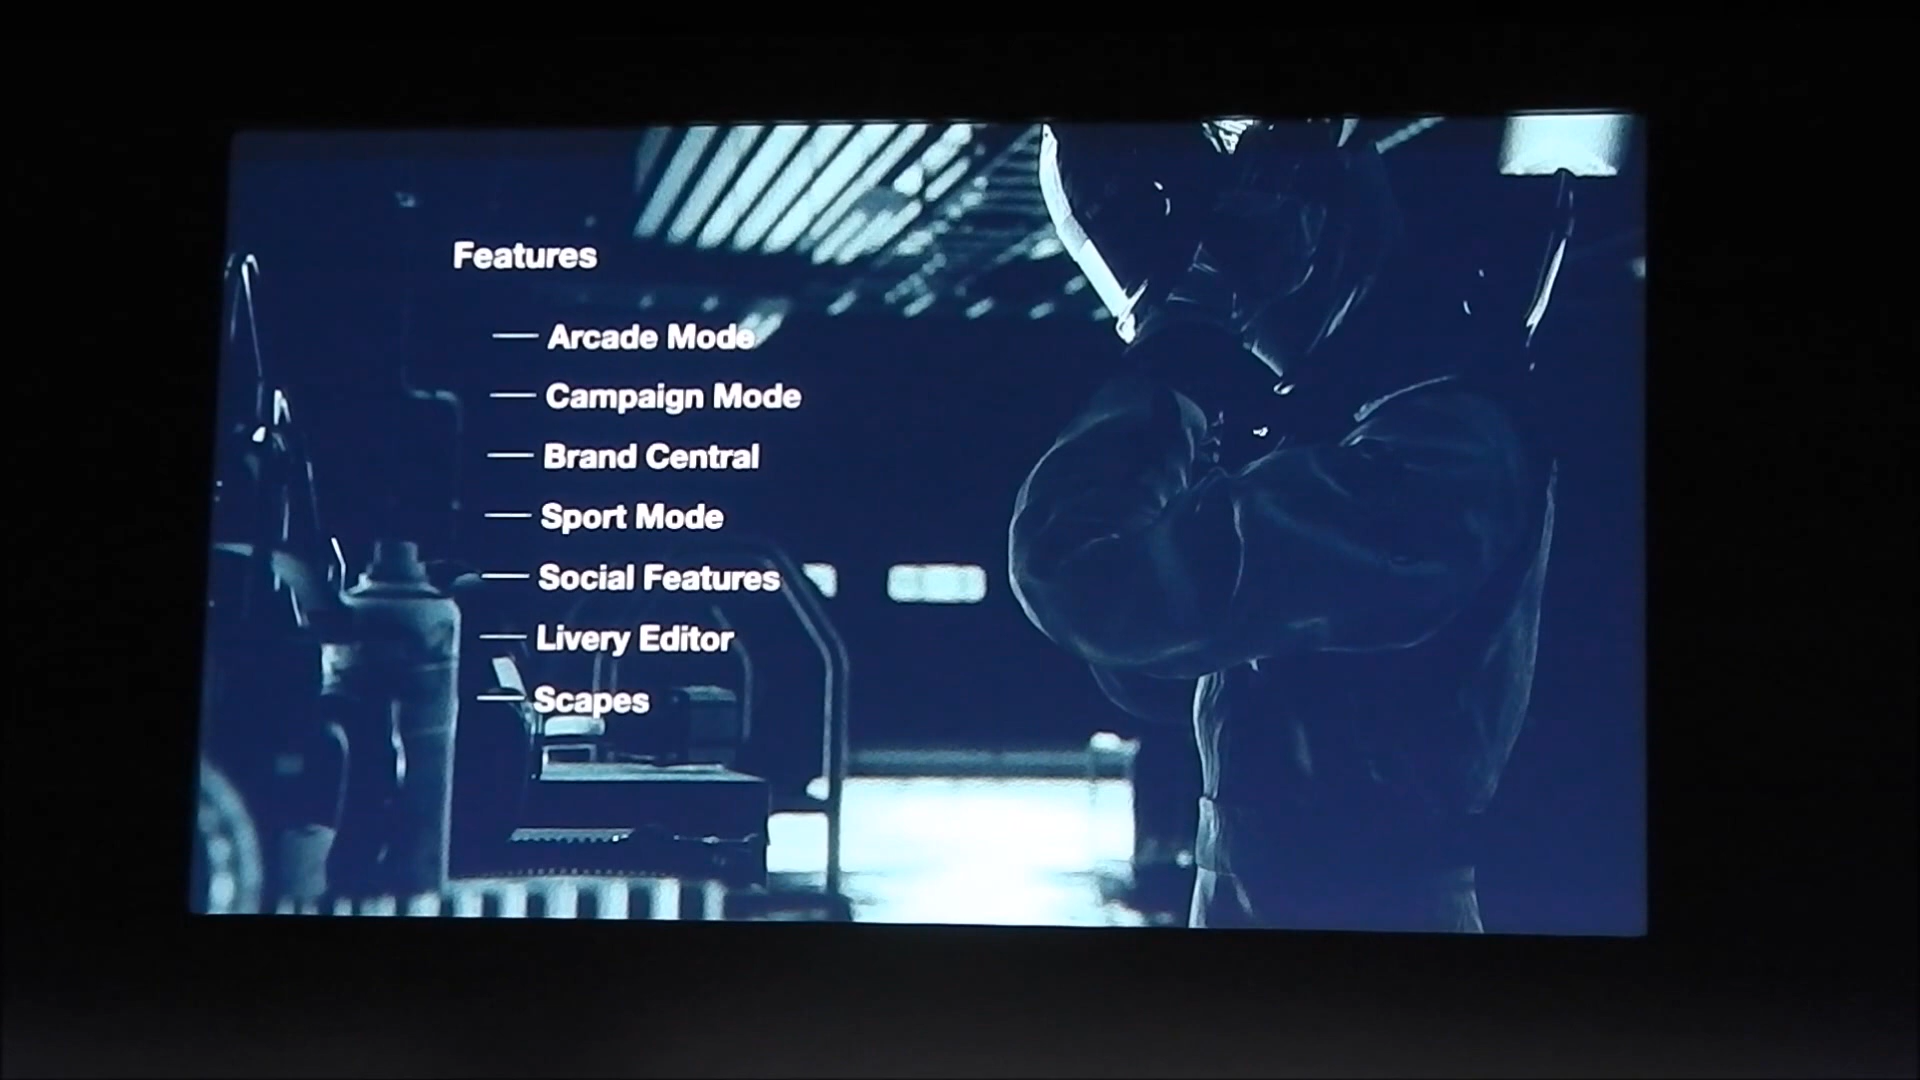 Features
— Arcade Mode
— Campaign Mode
— Brand Central
— Sport Mode
— Social Features
— Livery Editor
— Scapes